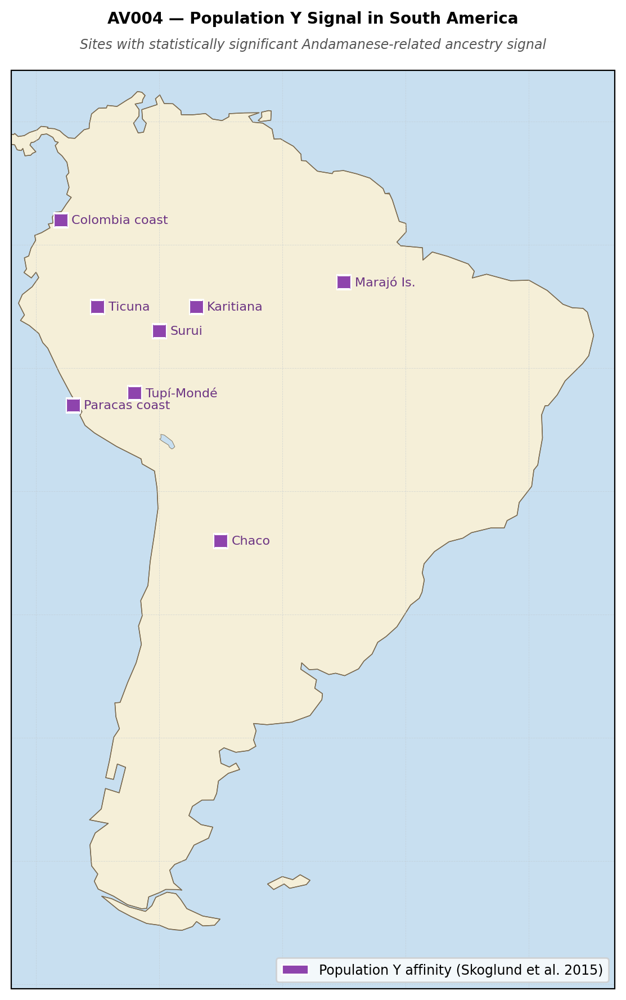 AV004 — Population Y Signal in South America
Sites with statistically significant Andamanese-related ancestry signal
Colombia coast
Marajó Is.
Ticuna
Karitiana
Surui
Tupí-Mondé
Paracas coast
Chaco
Population Y affinity (Skoglund et al. 2015)